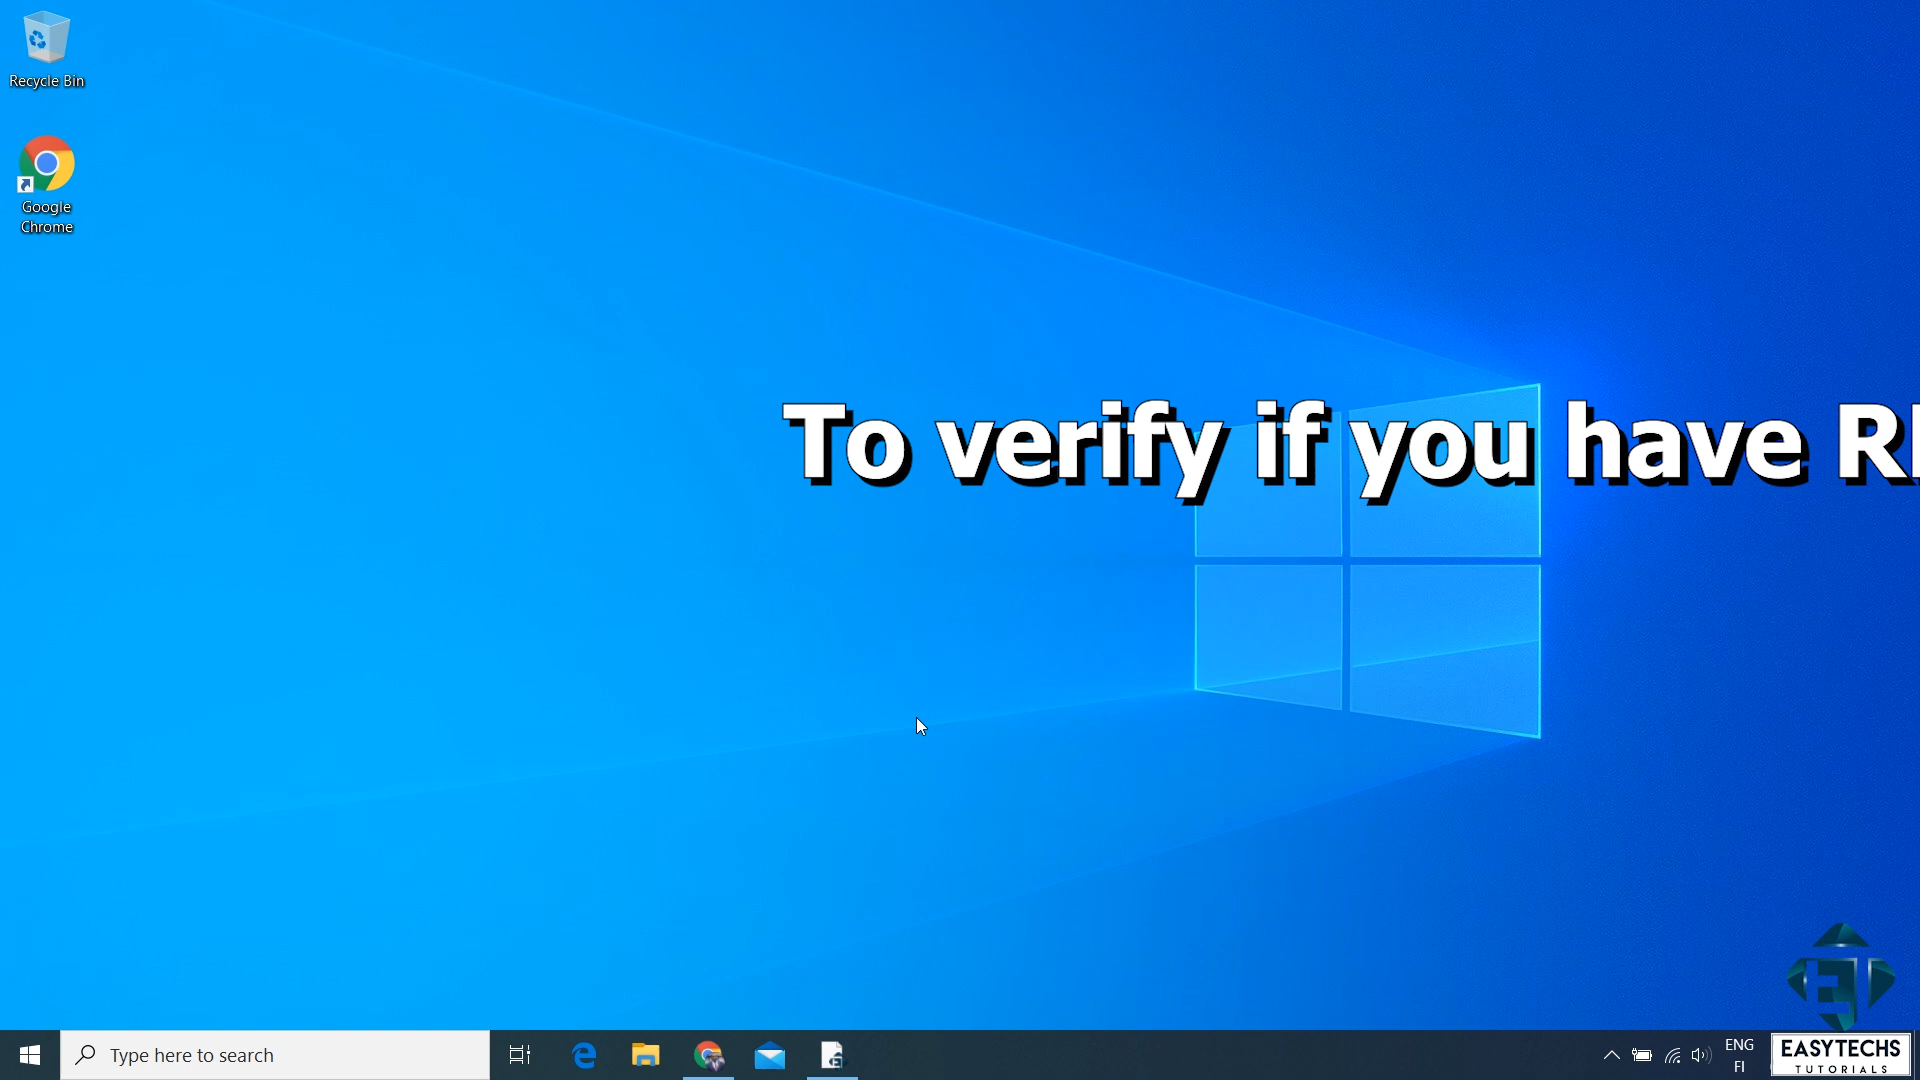 Recycle Bin
Google
Chrome
To verify if you have
Type here to search
ENG
FI
EASYTECHS
TUTORIALS